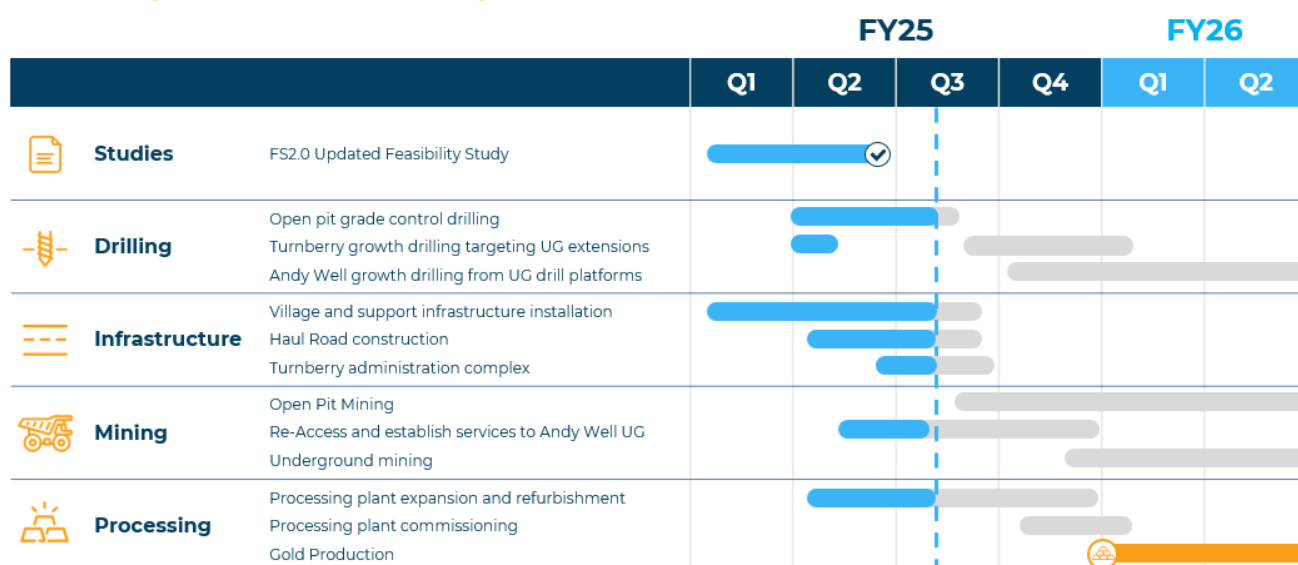 FY25 FY26
Q1 Q2 Q3 Q4 Q1 Q2
Studies
FS2.0 Updated Feasibility Study
Drilling
Open pit grade control drilling
Turnberry growth drilling targeting UG extensions
Andy Well growth drilling from UG drill platforms
Infrastructure
Village and support infrastructure installation
Haul Road construction
Turnberry administration complex
Mining
Open Pit Mining
Re-Access and establish services to Andy Well UG
Underground mining
Processing
Processing plant expansion and refurbishment
Processing plant commissioning
Gold Production